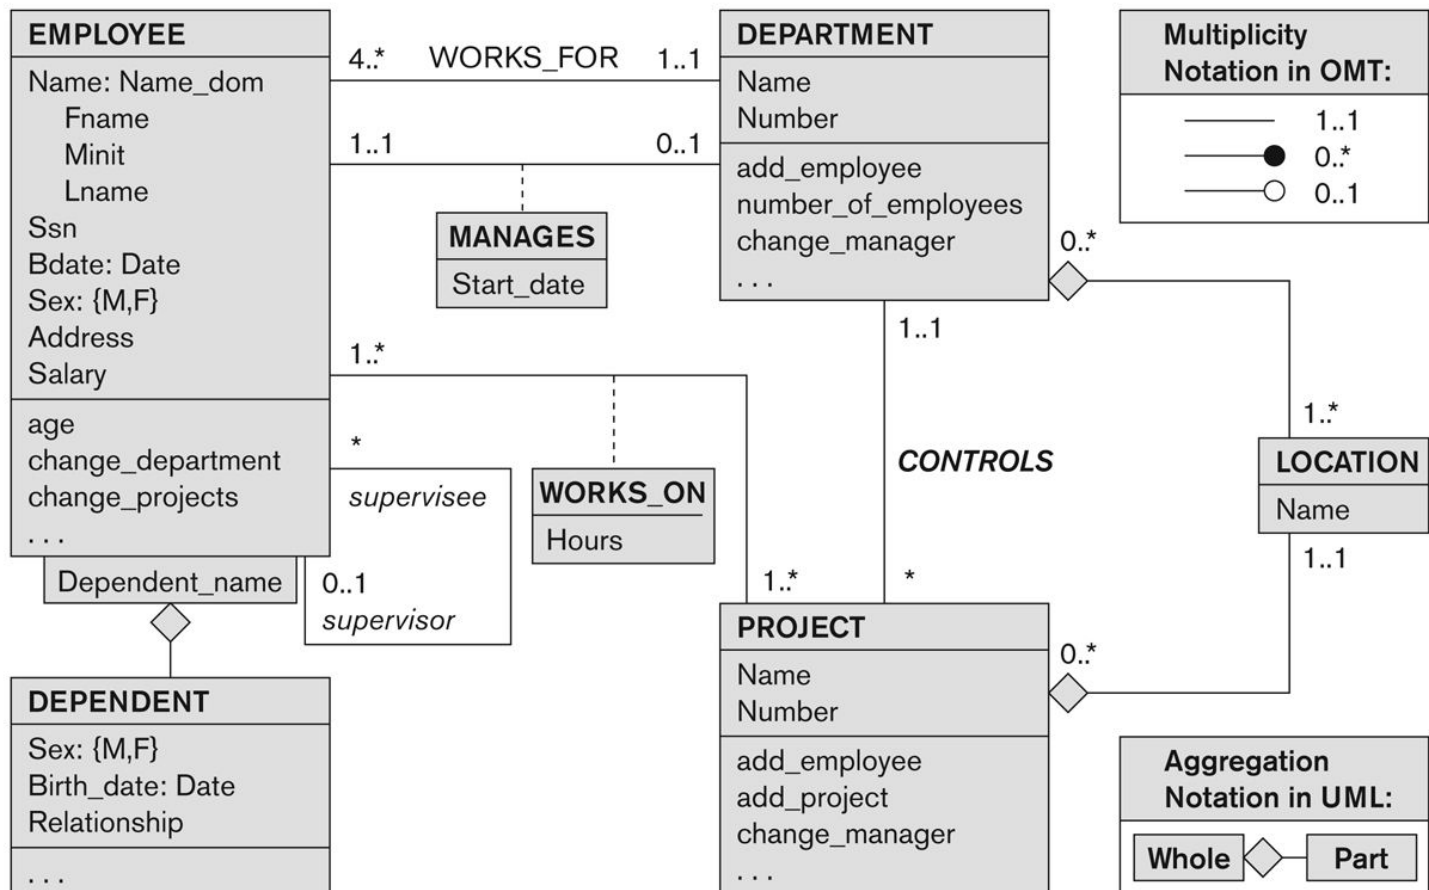 EMPLOYEE
Name: Name_dom
Fname
Minit
Lname
Ssn
Bdate: Date
Sex: {M,F}
Address
Salary
age
change_department
change_projects
. . .
Dependent_name
DEPENDENT
Sex: {M,F}
Birth_date: Date
Relationship
. . .
4..* WORKS_FOR 1..1
1..1 0..1
MANAGES
Start_date
1..*
WORKS_ON
Hours
1..*
*
supervisee
0..1
supervisor
DEPARTMENT
Name
Number
add_employee
number_of_employees
change_manager
. . .
1..1
CONTROLS
*
PROJECT
Name
Number
add_employee
add_project
change_manager
. . .
0..*
1..*
LOCATION
Name
1..1
0..*
Multiplicity
Notation in OMT:
1..1
0..*
0..1
Aggregation
Notation in UML:
Whole Part